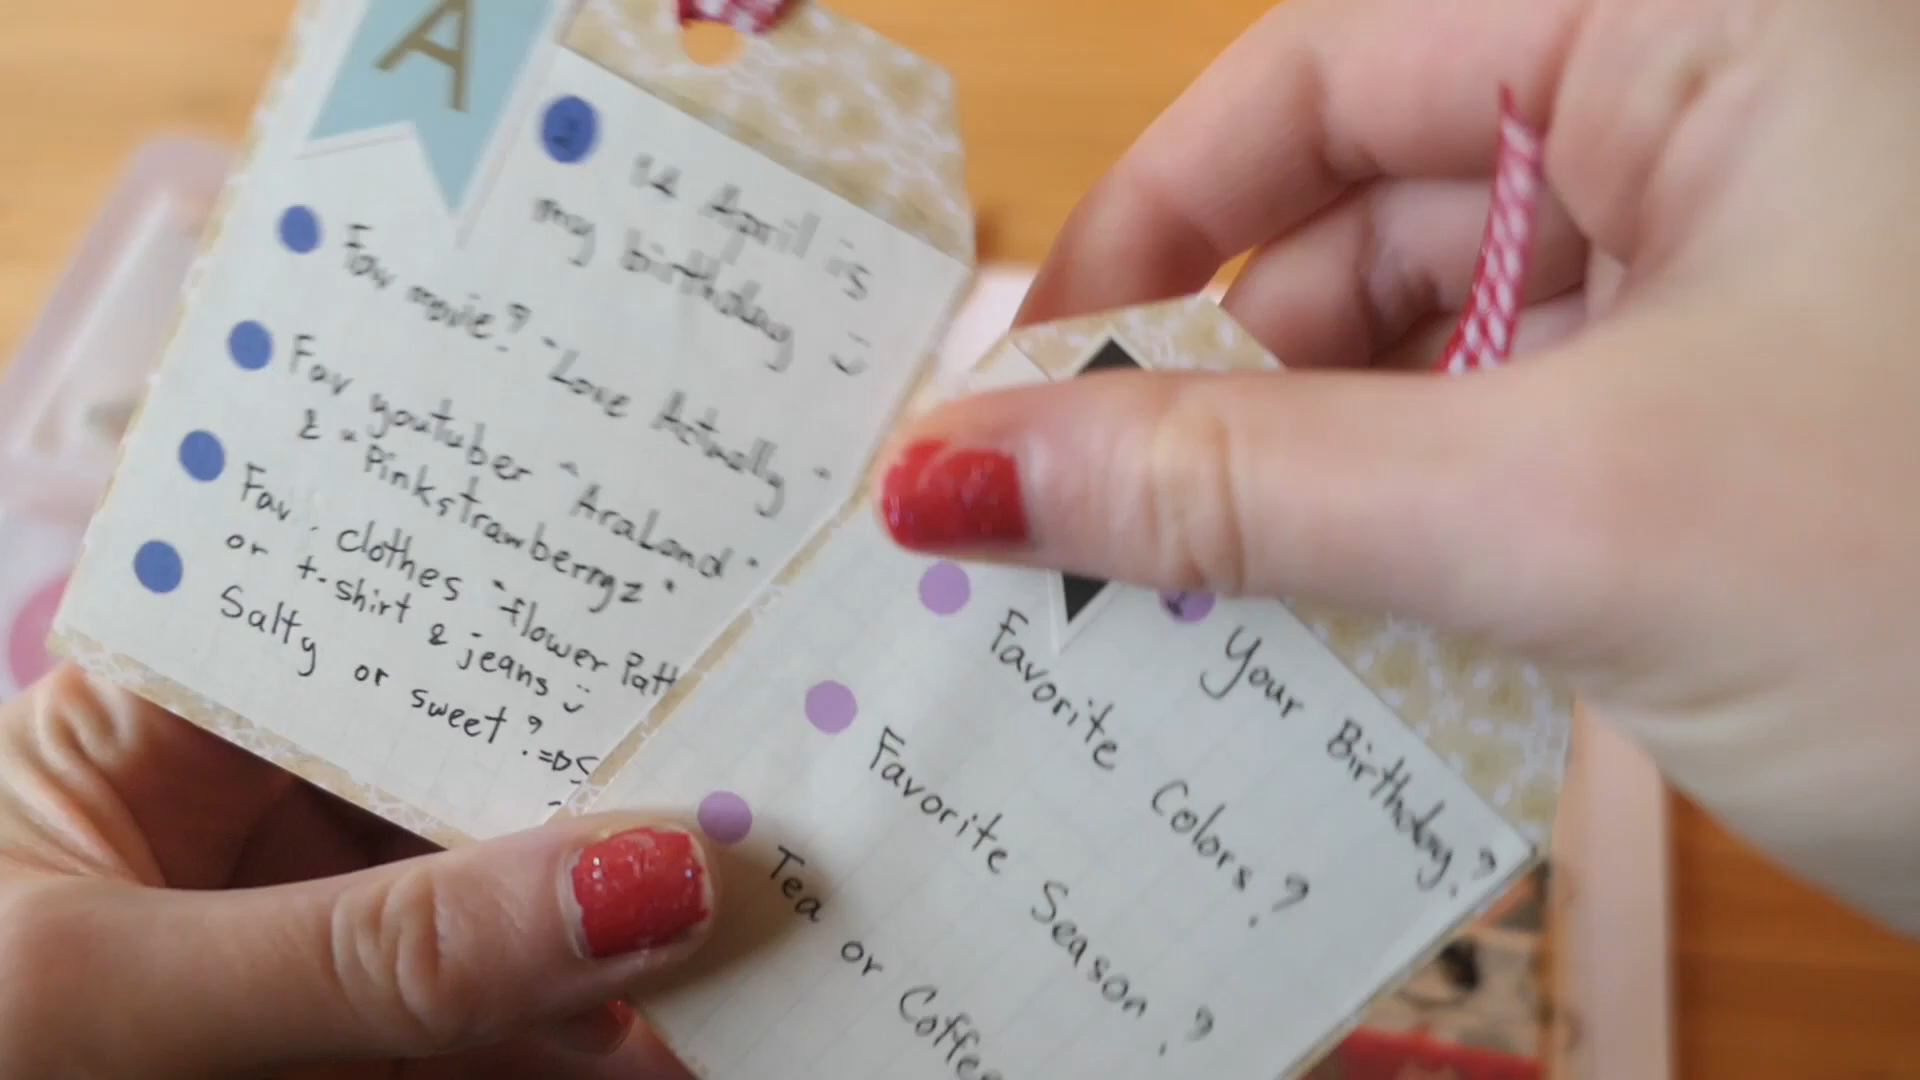 A
14 April is
my birthday
Fav movie? "Love Actually"
Fav youtuber "AraLand"
& "Pinkstrawberryz"
Fav. clothes "flower Patt
or t-shirt & jeans
Salty or sweet?
Your Birthday?
Favorite Colors?
Favorite Season?
Tea or Coffee